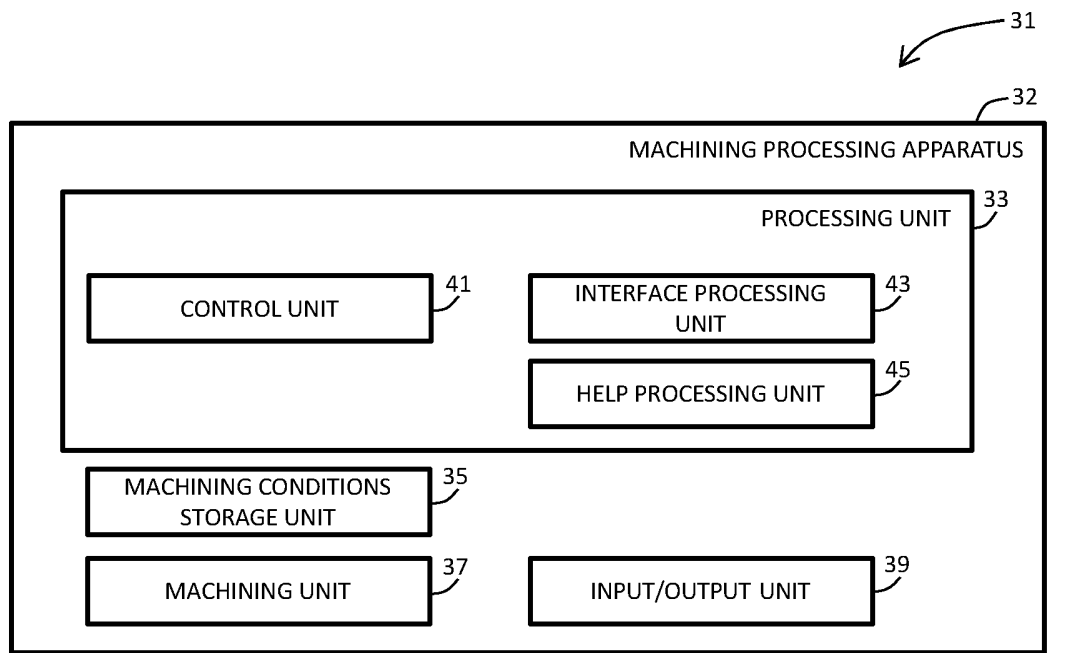 31
32
MACHINING PROCESSING APPARATUS
33
PROCESSING UNIT
41
CONTROL UNIT
43
INTERFACE PROCESSING
UNIT
45
HELP PROCESSING UNIT
35
MACHINING CONDITIONS
STORAGE UNIT
37
MACHINING UNIT
39
INPUT/OUTPUT UNIT